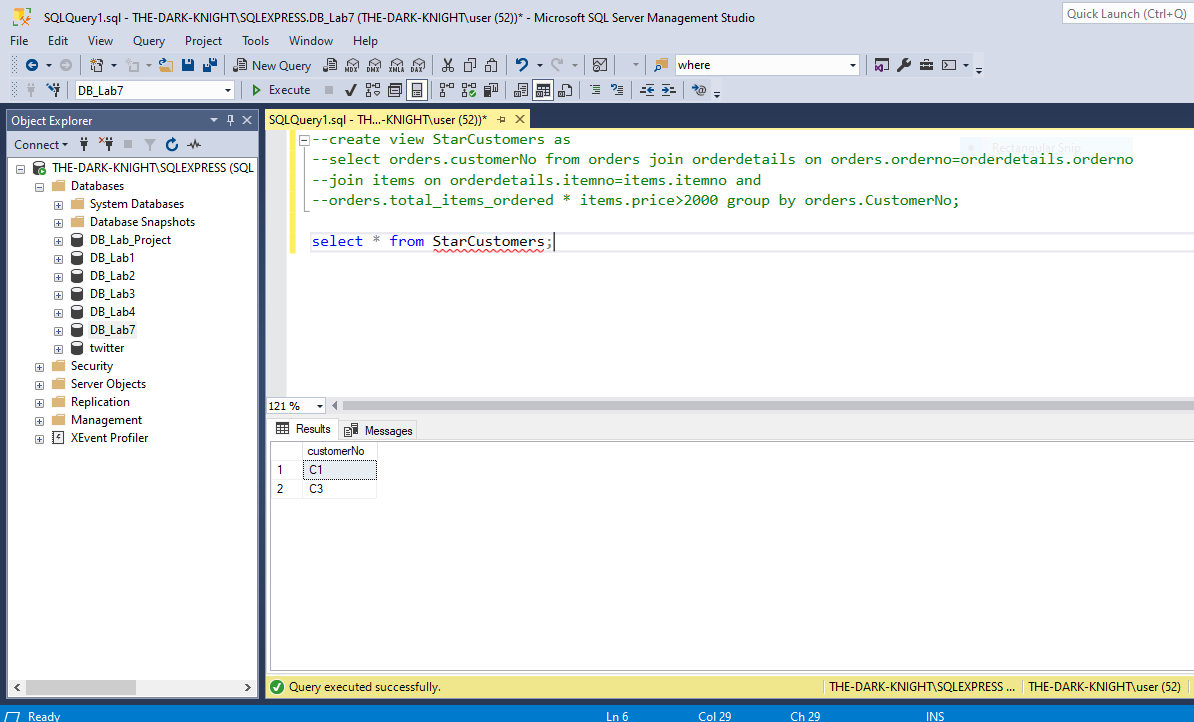 SQLQuery1.sql - THE-DARK-KNIGHT\SQLEXPRESS.DB_Lab7 (THE-DARK-KNIGHT\user (52))* - Microsoft SQL Server Management Studio
Quick Launch (Ctrl+Q)
File Edit View Query Project Tools Window Help
New Query
MDX DMX XMLA DAX
where
DB_Lab7
Execute
Object Explorer
SQLQuery1.sql - TH...-KNIGHT\user (52))*
Connect
THE-DARK-KNIGHT\SQLEXPRESS (SQL
Databases
System Databases
Database Snapshots
DB_Lab_Project
DB_Lab1
DB_Lab2
DB_Lab3
DB_Lab4
DB_Lab7
twitter
Security
Server Objects
Replication
Management
XEvent Profiler
--create view StarCustomers as
Rectangular Snip
--select orders.customerNo from orders join orderdetails on orders.orderno=orderdetails.orderno
--join items on orderdetails.itemno=items.itemno and
--orders.total_items_ordered * items.price>2000 group by orders.CustomerNo;
select * from StarCustomers;
121 %
Results Messages
customerNo
1 C1
2 C3
Query executed successfully.
THE-DARK-KNIGHT\SQLEXPRESS ... THE-DARK-KNIGHT\user (52)
Ready Ln 6 Col 29 Ch 29 INS